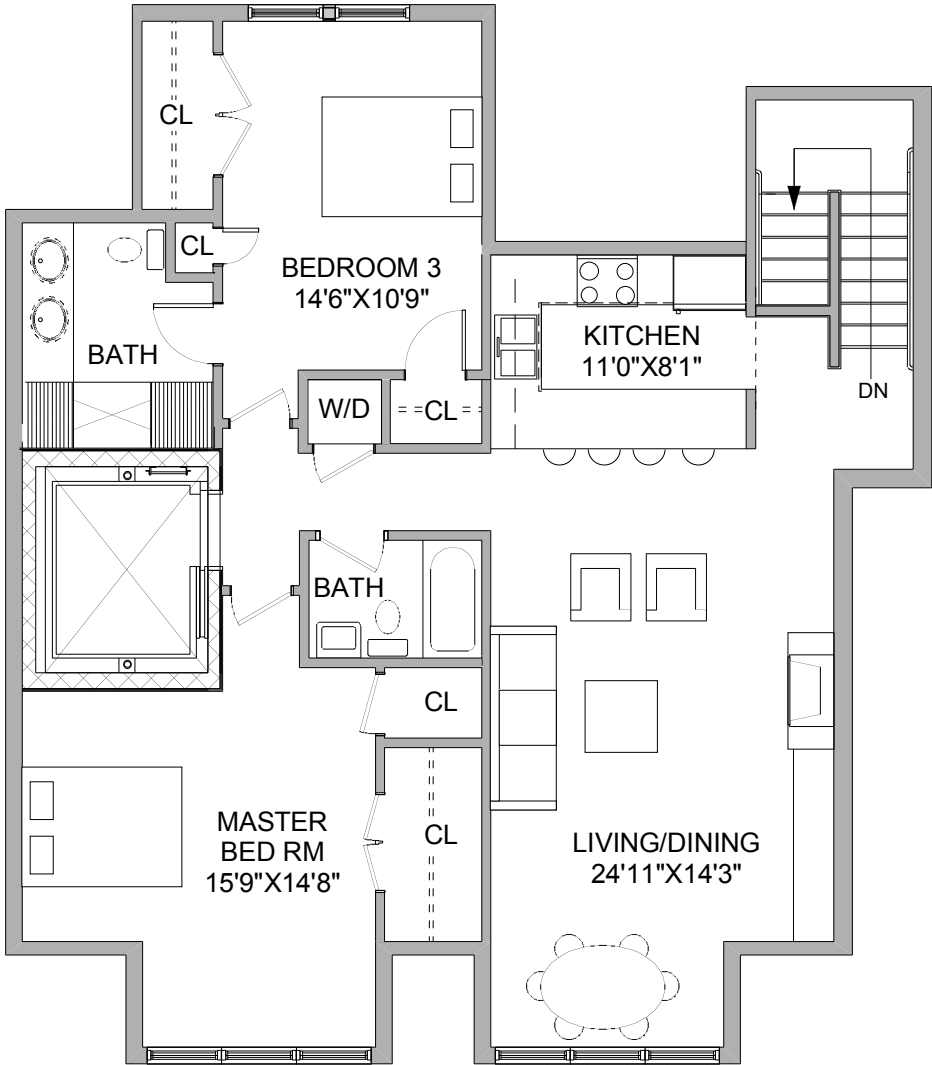 CL
CL
BEDROOM 3
14'6"X10'9"
KITCHEN
11'0"X8'1"
BATH
DN
W/D
CL
BATH
CL
MASTER
BED RM
15'9"X14'8"
CL
LIVING/DINING
24'11"X14'3"